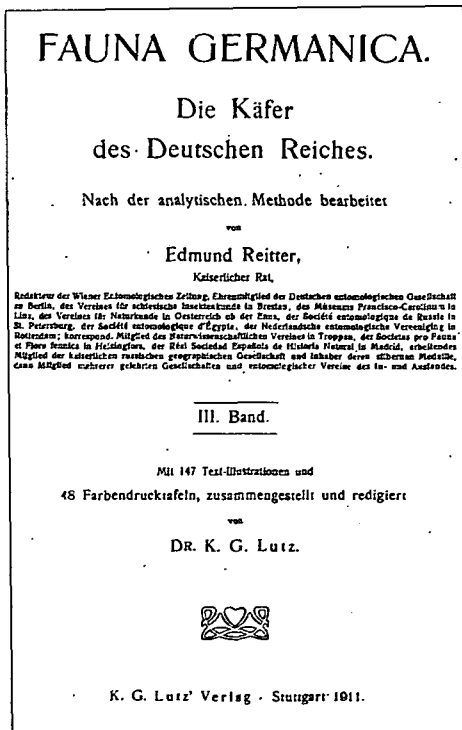 FAUNA GERMANICA.
Die Käfer
des Deutschen Reiches.
Nach der analytischen Methode bearbeitet
von
Edmund Reitter,
Kaiserlicher Rat,
Redakteur der Wiener Entomologischen Zeitung, Ehrenmitglied der Deutschen entomologischen Gesellschaft
zu Berlin, des Vereines für schlesische Insektenkunde in Breslau, des Museums Francisco-Carolinum in
Linz, des Vereines für Naturkunde in Oesterreich ob der Enns, der Société entomologique de Russie in
St. Petersburg, der Société entomologique d'Égypte, der Nederlandsche entomologische Vereeniging in
Rotterdam; korrespond. Mitglied des Naturwissenschaftlichen Vereines in Troppau, der Societas pro Fauna
et Flora fennica in Helsingfors, der Réal Sociedad Española de Historia Natural in Madrid, arbeitendes
Mitglied der kaiserlichen russischen geographischen Gesellschaft und Inhaber deren silbernen Medaille,
dann Mitglied mehrerer gelehrten Gesellschaften und entomologischer Vereine des In- und Auslandes.
III. Band.
Mit 147 Text-Illustrationen und
48 Farbendrucktafeln, zusammengestellt und redigiert
von
DR. K. G. Lutz.
K. G. Lutz' Verlag · Stuttgart 1911.